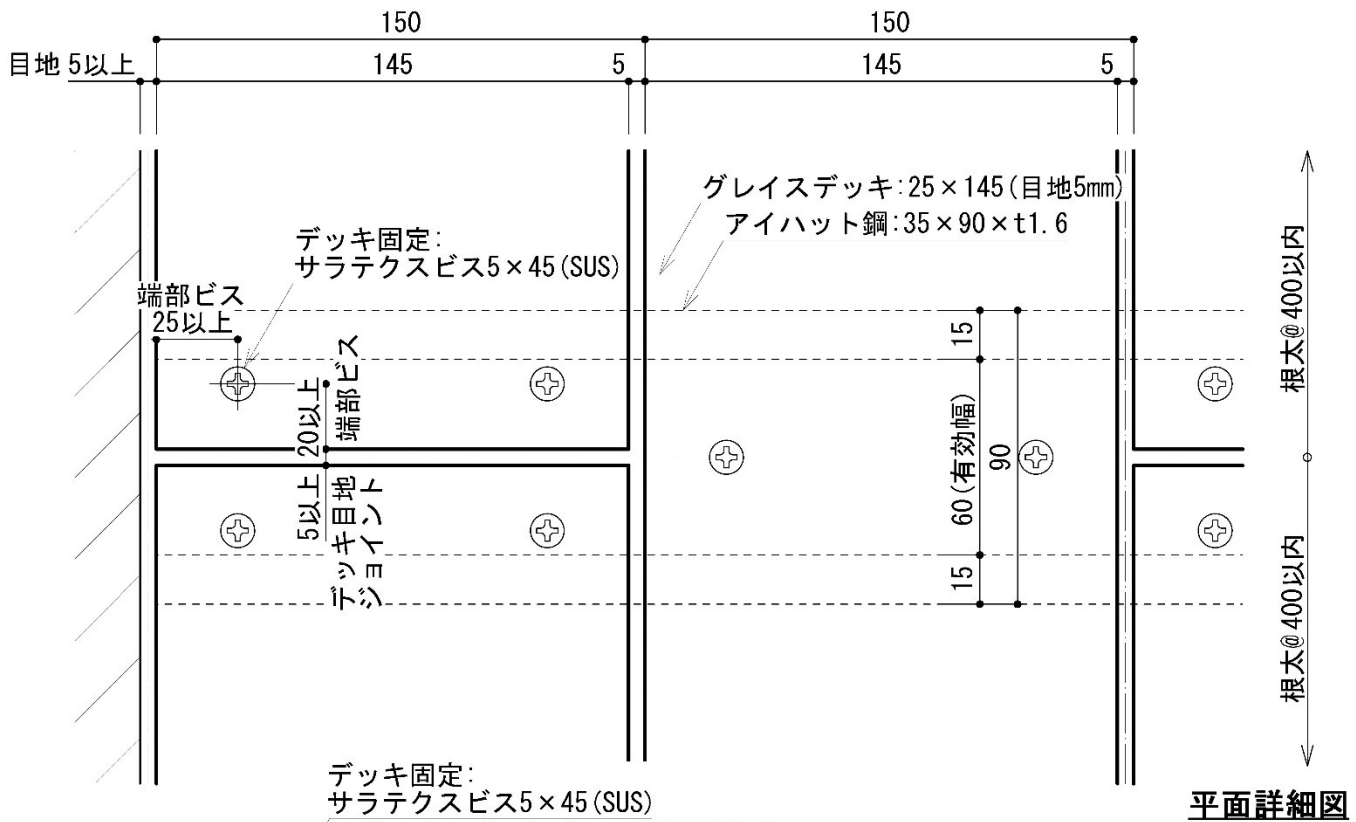 150
150
目地 5以上
145
5
145
5
グレイスデッキ:25×145(目地5mm)
アイハット鋼:35×90×t1.6
デッキ固定:
サラテクスビス5×45(SUS)
端部ビス
25以上
20以上
端部ビス
5以上
デッキ目地
ジョイント
15
60(有効幅)
90
15
根太@400以内
根太@400以内
デッキ固定:
サラテクスビス5×45(SUS)
平面詳細図